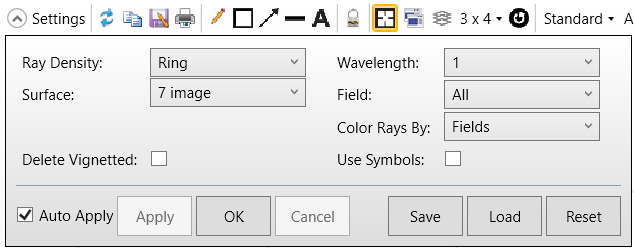 Settings A 3 x 4 Standard A
Ray Density: Ring Wavelength: 1
Surface: 7 image Field: All
Color Rays By: Fields
Delete Vignetted: Use Symbols:
Auto Apply Apply OK Cancel Save Load Reset